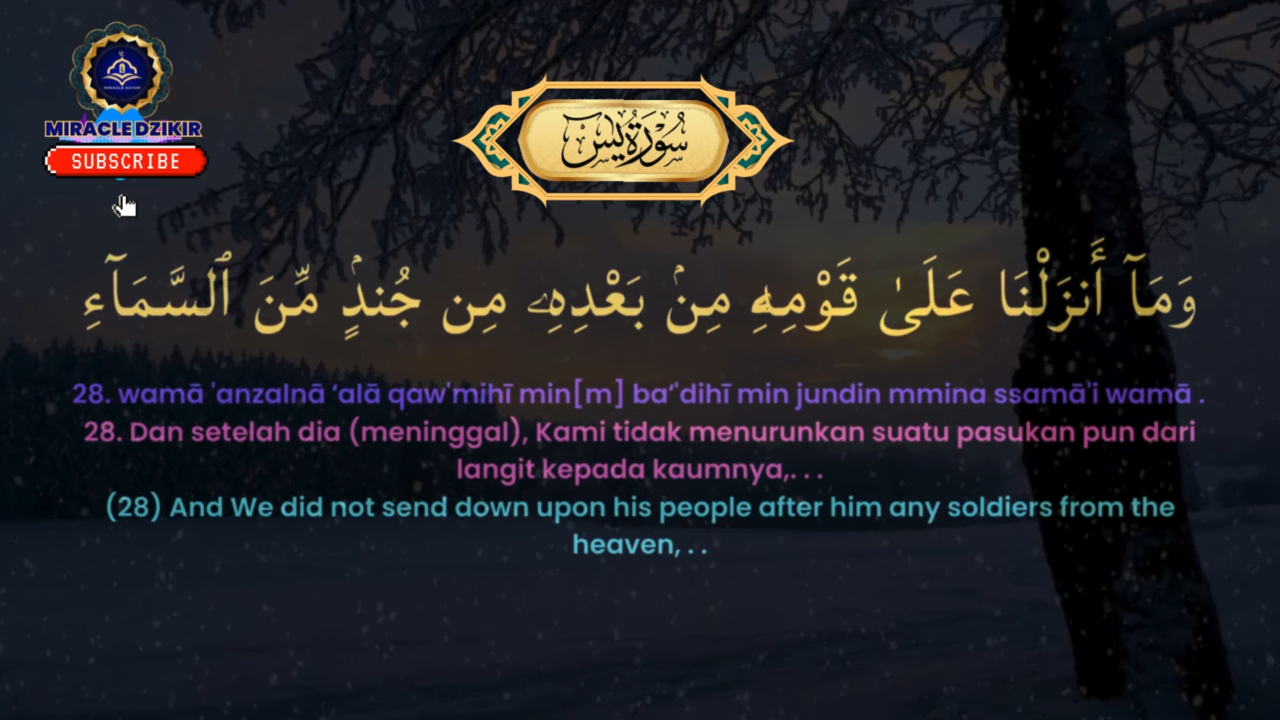 MIRACLE DZIKIR
MIRACLE DZIKIR
SUBSCRIBE
سُوْرَةُ يٰسٓ
وَمَآ أَنزَلْنَا عَلَىٰ قَوْمِهِۦ مِنۢ بَعْدِهِۦ مِن جُندٍۢ مِّنَ ٱلسَّمَآءِ
28. wamā 'anzalnā ‘alā qaw'mihī min[m] ba‘'dihī min jundin mmina ssamā'i wamā .
28. Dan setelah dia (meninggal), Kami tidak menurunkan suatu pasukan pun dari
langit kepada kaumnya,. . .
(28) And We did not send down upon his people after him any soldiers from the
heaven, . .